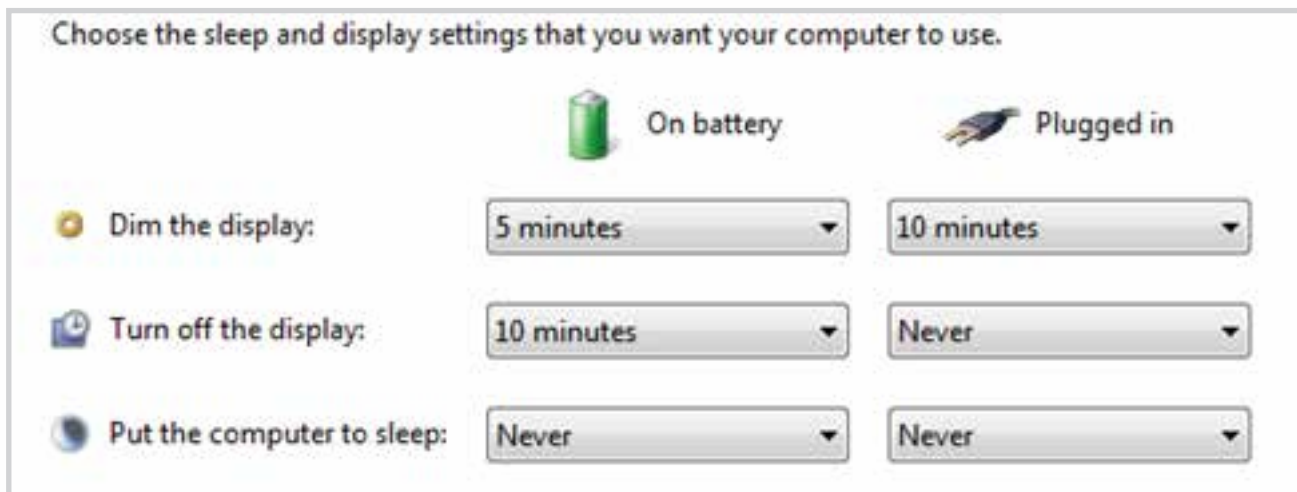 Choose the sleep and display settings that you want your computer to use.
On battery Plugged in
Dim the display: 5 minutes 10 minutes
Turn off the display: 10 minutes Never
Put the computer to sleep: Never Never